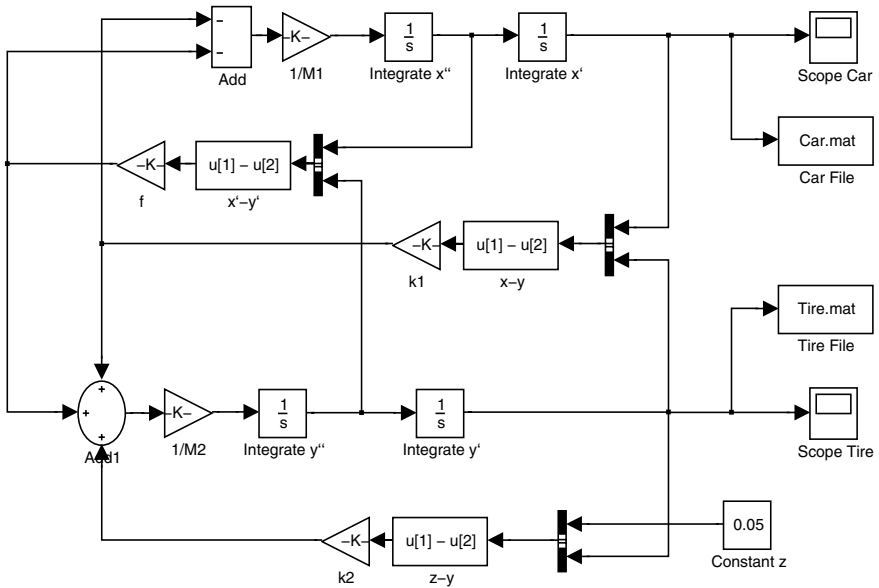 −
−
Add
−K−
1/M1
1
s
Integrate x‘‘
1
s
Integrate x‘
Scope Car
Car.mat
Car File
−K−
f
u[1] − u[2]
x‘−y‘
−K−
k1
u[1] − u[2]
x−y
Tire.mat
Tire File
+
+
+
Add1
−K−
1/M2
1
s
Integrate y‘‘
1
s
Integrate y‘
Scope Tire
−K−
k2
u[1] − u[2]
z−y
0.05
Constant z